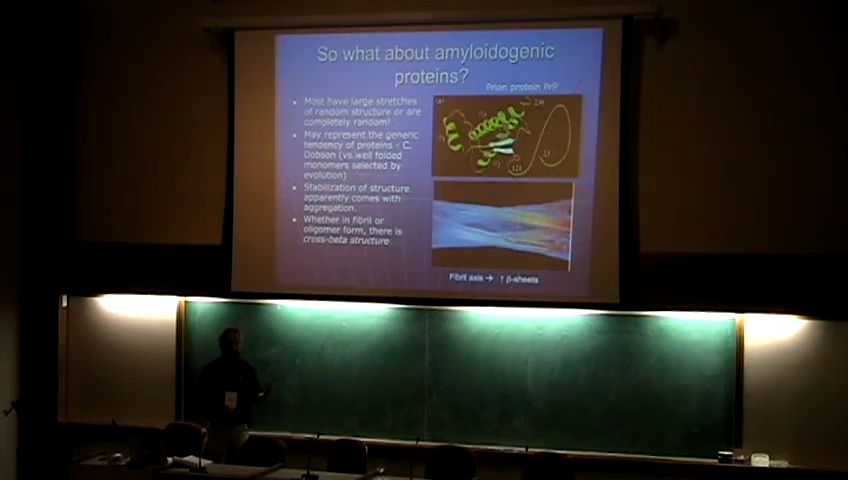 So what about amyloidogenic
proteins?
Prion protein PrP
Most have large stretches
of random structure or are
completely random!
May represent the generic
tendency of proteins - C.
Dobson (vs.well folded
monomers selected by
evolution)
Stabilization of structure
apparently comes with
aggregation.
Whether in fibril or
oligomer form, there is
cross-beta structure
Fibril axis → ↑ β-sheets